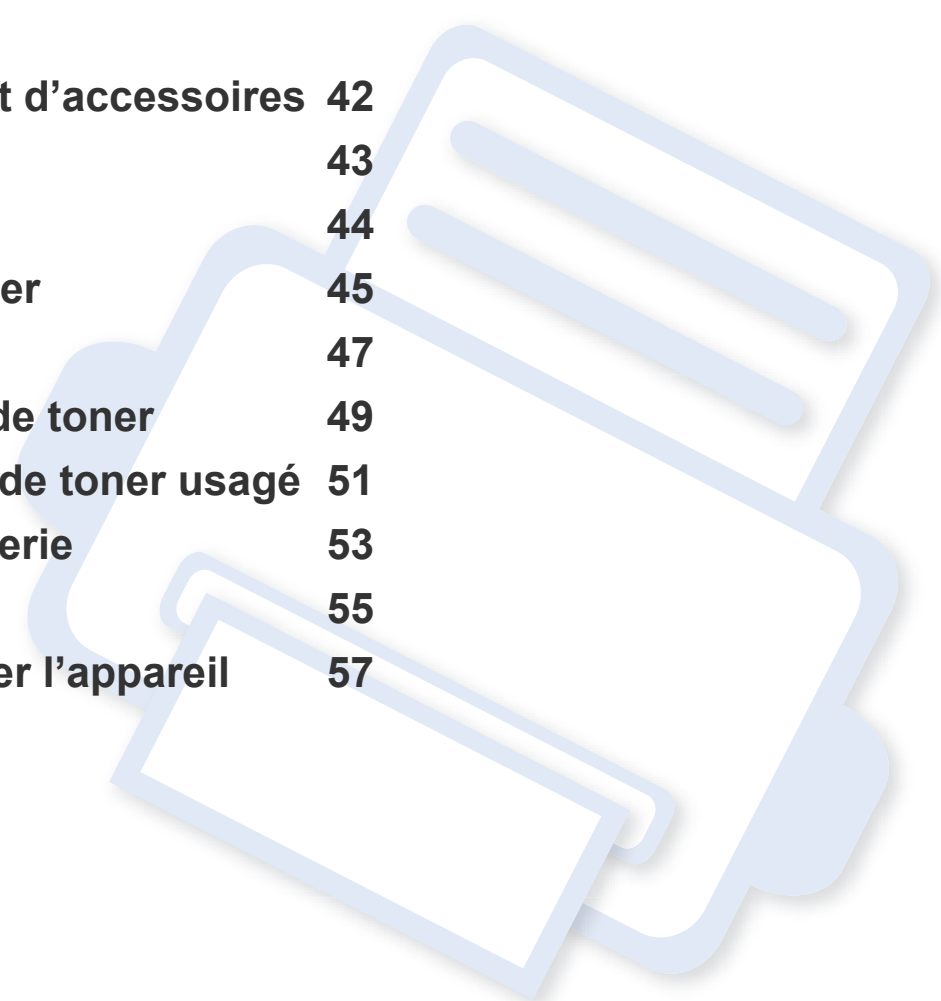 t d’accessoires 42
43
44
er 45
47
de toner 49
de toner usagé 51
erie 53
55
er l’appareil 57